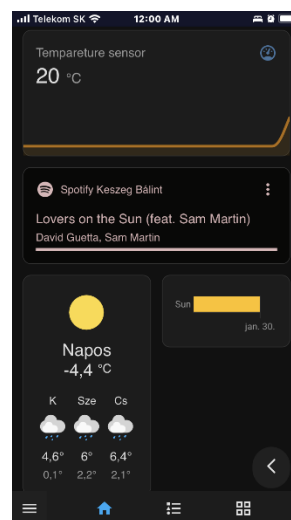 Telekom SK 12:00 AM
Tempareture sensor
20 °C
Spotify Keszeg Bálint
Lovers on the Sun (feat. Sam Martin)
David Guetta, Sam Martin
Napos
-4,4 °C
K Sze Cs
4,6° 6° 6,4°
0,1° 2,2° 2,1°
Sun
jan. 30.